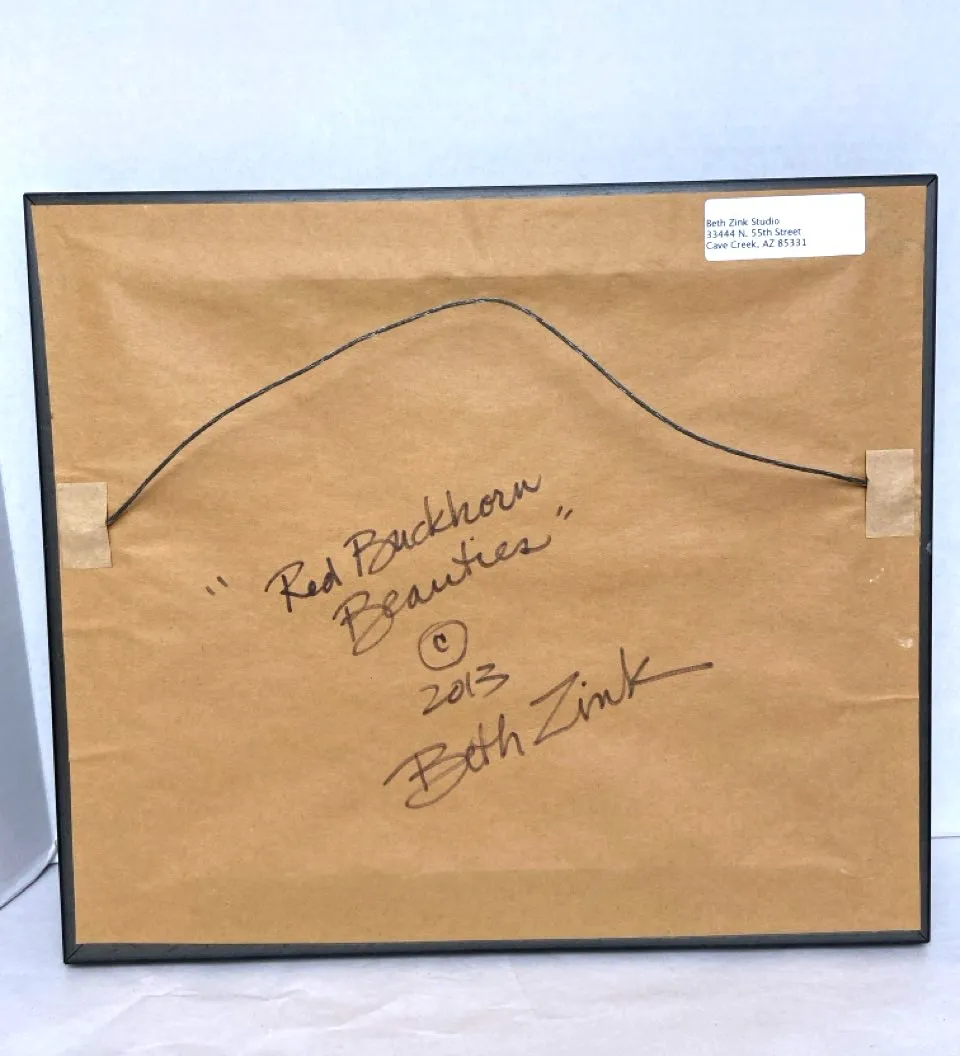 Beth Zink Studio
33444 N. 55th Street
Cave Creek, AZ 85331
"Red Buckhorn
Beauties"
©
2013
Beth Zink